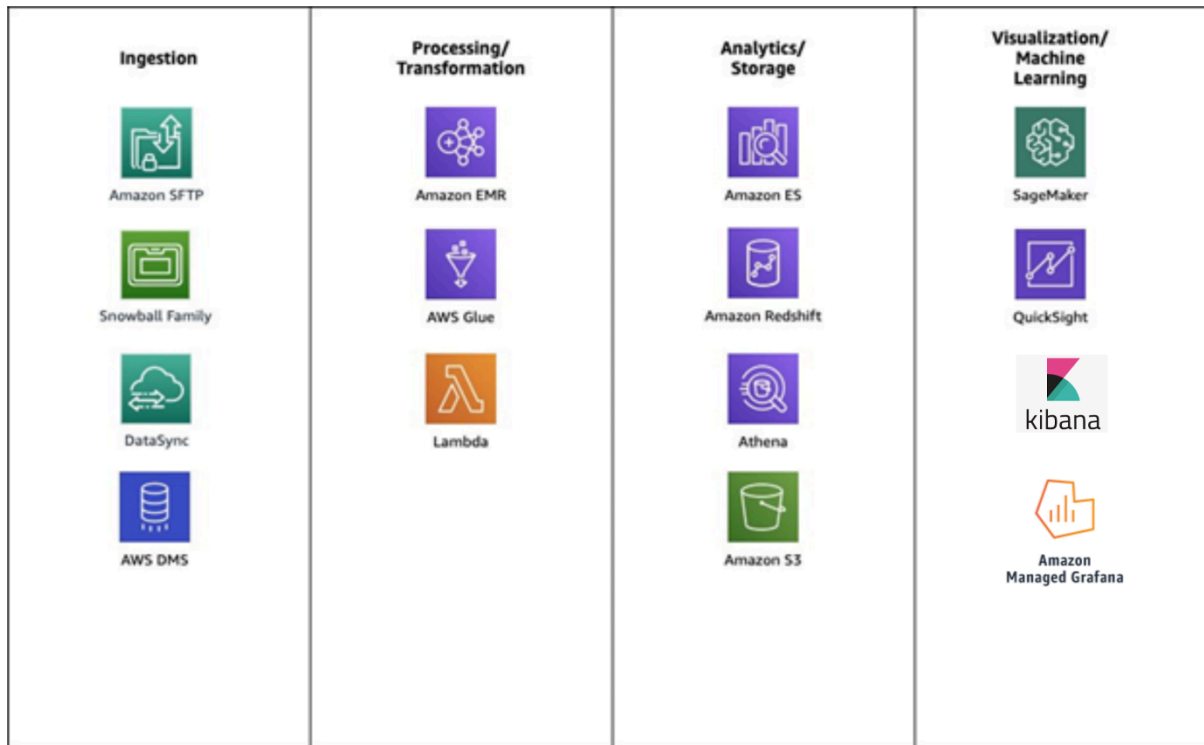 Ingestion
Amazon SFTP
Snowball Family
DataSync
AWS DMS
Processing/
Transformation
Amazon EMR
AWS Glue
Lambda
Analytics/
Storage
Amazon ES
Amazon Redshift
Athena
Amazon S3
Visualization/
Machine
Learning
SageMaker
QuickSight
kibana
Amazon
Managed Grafana